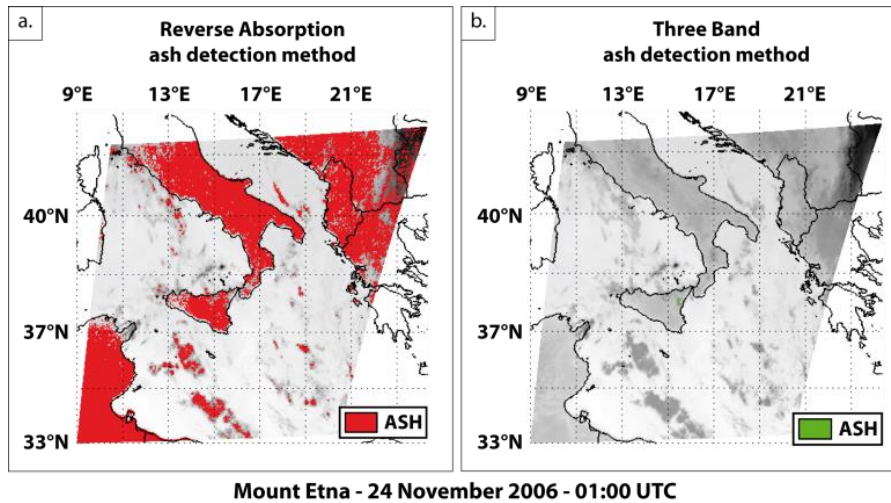 a.
Reverse Absorption
ash detection method
9°E 13°E 17°E 21°E
40°N
37°N
33°N
ASH
b.
Three Band
ash detection method
9°E 13°E 17°E 21°E
40°N
37°N
33°N
ASH
Mount Etna - 24 November 2006 - 01:00 UTC